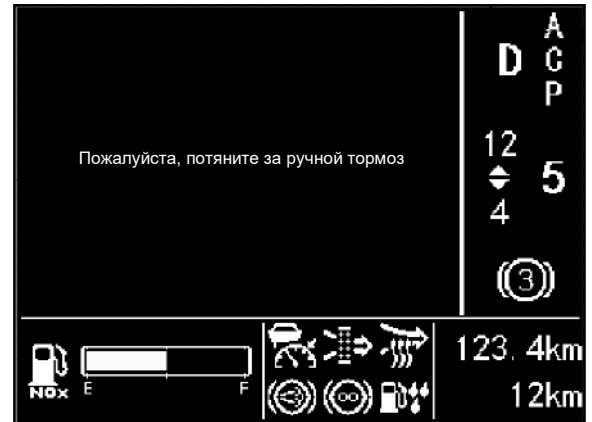 A
D C
P
Пожалуйста, потяните за ручной тормоз
12
5
4
3
123. 4km
12km
NOx E F